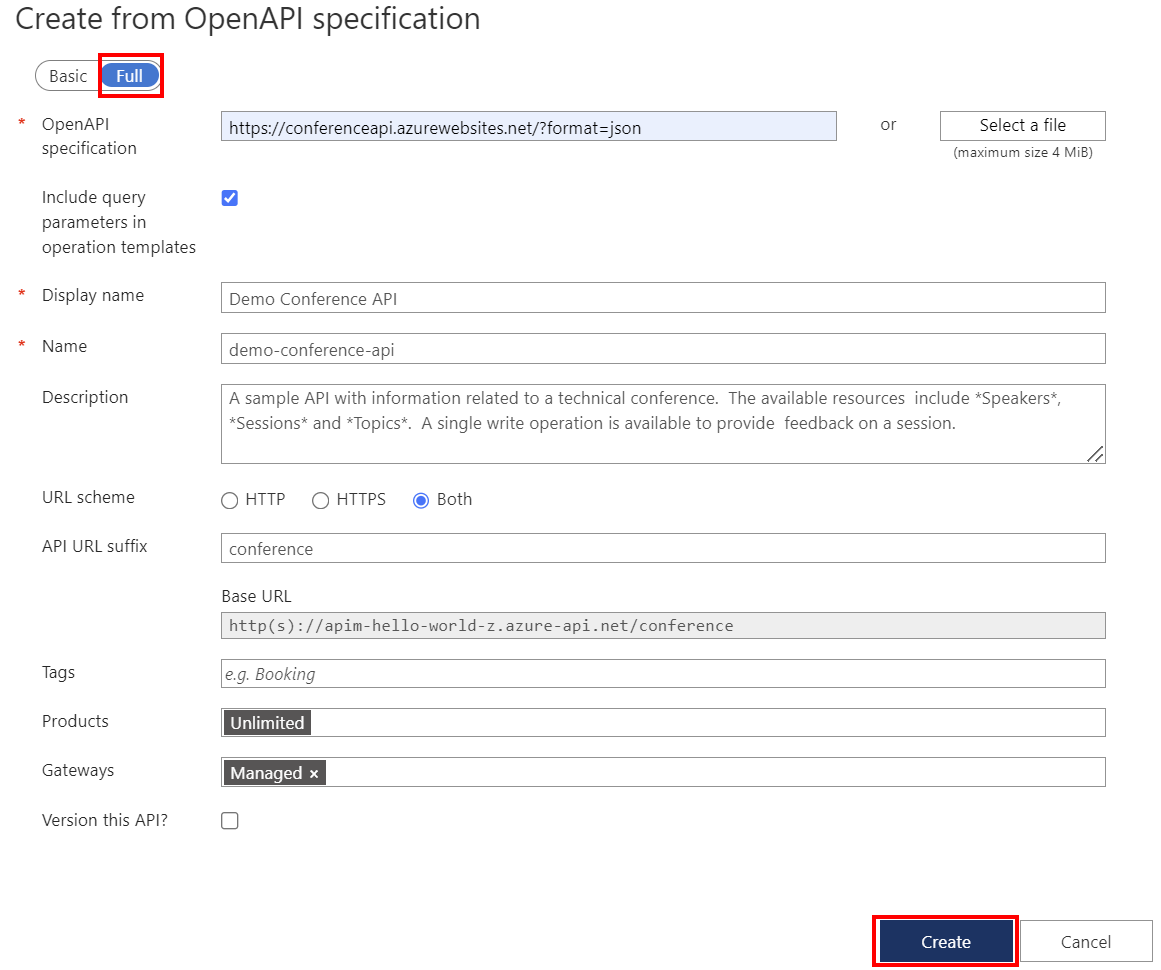 Create from OpenAPI specification
Basic Full
* OpenAPI specification
https://conferenceapi.azurewebsites.net/?format=json
or
Select a file
(maximum size 4 MiB)
Include query
parameters in
operation templates
* Display name
Demo Conference API
* Name
demo-conference-api
Description
A sample API with information related to a technical conference.  The available resources  include *Speakers*,
*Sessions* and *Topics*.  A single write operation is available to provide  feedback on a session.
URL scheme
HTTP HTTPS Both
API URL suffix
conference
Base URL
http(s)://apim-hello-world-z.azure-api.net/conference
Tags
e.g. Booking
Products
Unlimited
Gateways
Managed ×
Version this API?
Create Cancel